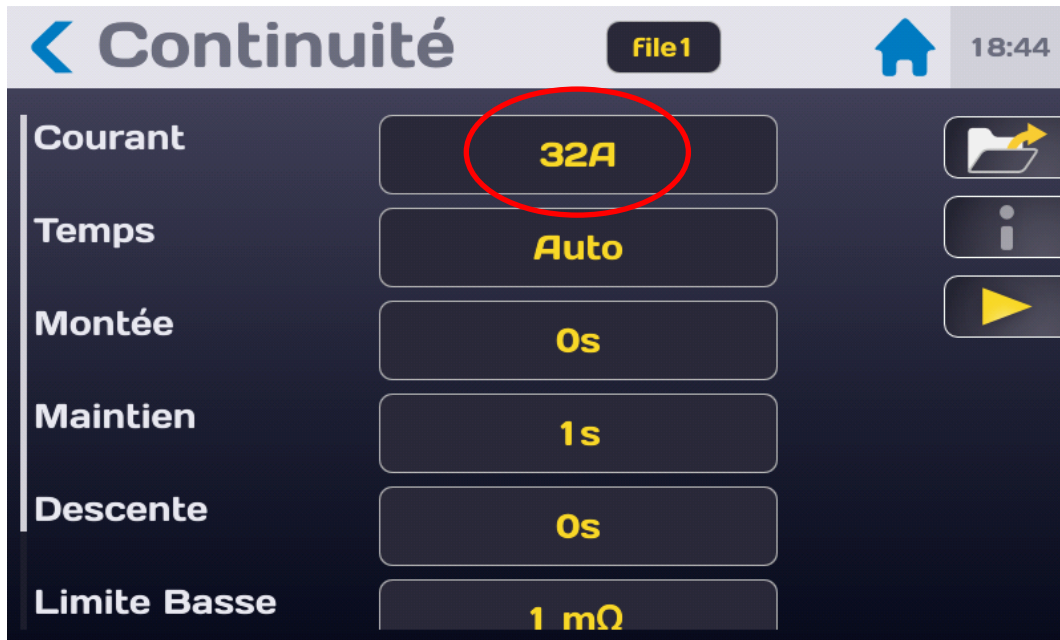 Continuité
File1
18:44
Courant
32A
Temps
Auto
Montée
0s
Maintien
1s
Descente
0s
Limite Basse
1 mΩ